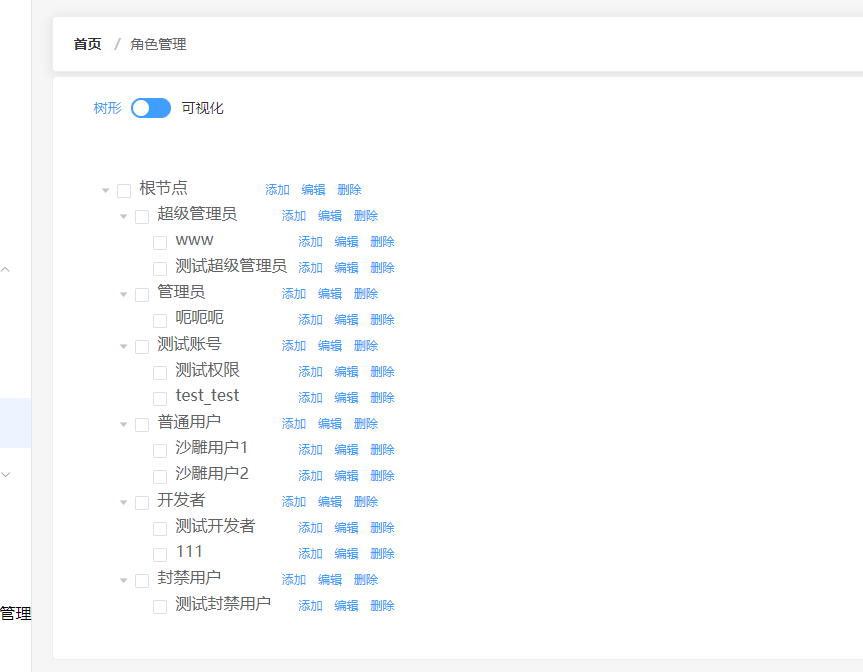 首页 / 角色管理
树形 可视化
根节点 添加 编辑 删除
超级管理员 添加 编辑 删除
www 添加 编辑 删除
测试超级管理员 添加 编辑 删除
管理员 添加 编辑 删除
呃呃呃 添加 编辑 删除
测试账号 添加 编辑 删除
测试权限 添加 编辑 删除
test_test 添加 编辑 删除
普通用户 添加 编辑 删除
沙雕用户1 添加 编辑 删除
沙雕用户2 添加 编辑 删除
开发者 添加 编辑 删除
测试开发者 添加 编辑 删除
111 添加 编辑 删除
封禁用户 添加 编辑 删除
测试封禁用户 添加 编辑 删除
管理